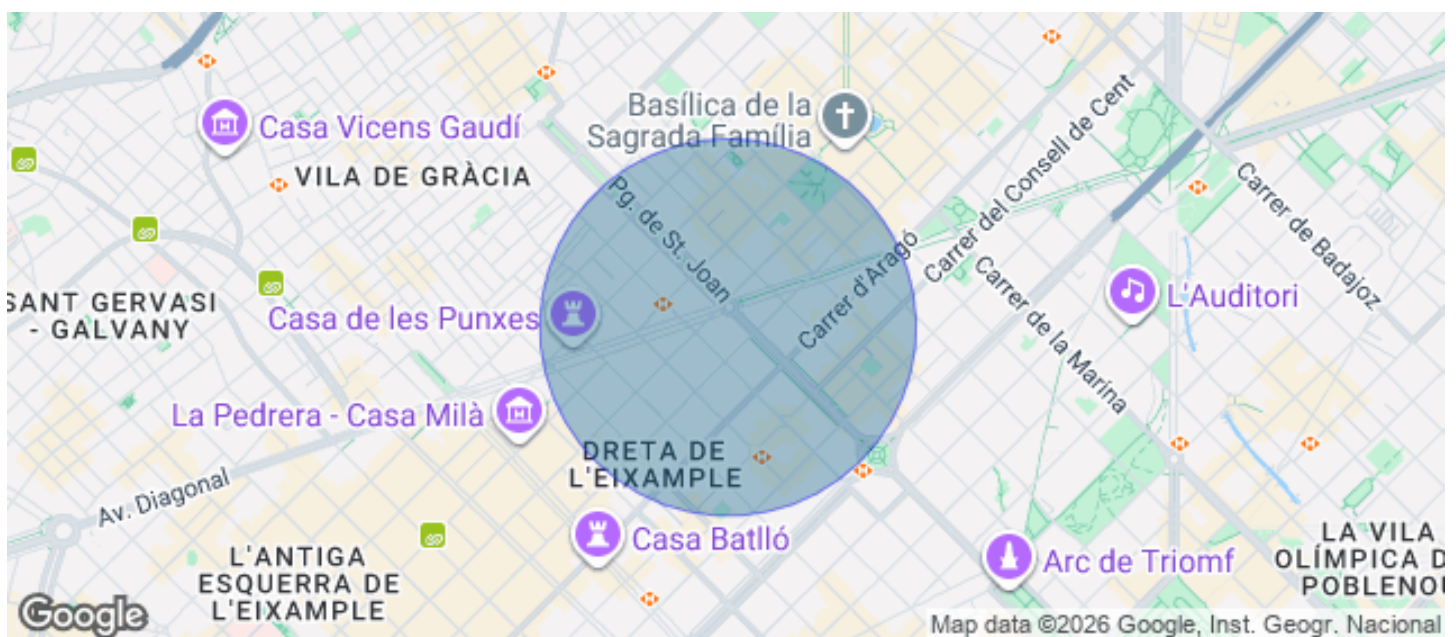 Basílica de la
Sagrada Família
Casa Vicens Gaudí
VILA DE GRÀCIA
Pg. de St. Joan
Carrer del Consell de Cent
Carrer d'Aragó
Carrer de Badajoz
Carrer de la Marina
SANT GERVASI
- GALVANY
Casa de les Punxes
L'Auditori
La Pedrera - Casa Milà
DRETA DE
L'EIXAMPLE
Av. Diagonal
Casa Batlló
Arc de Triomf
L'ANTIGA
ESQUERRA DE
L'EIXAMPLE
LA VILA
OLÍMPICA D
POBLENOU
Google
Map data ©2026 Google, Inst. Geogr. Nacional